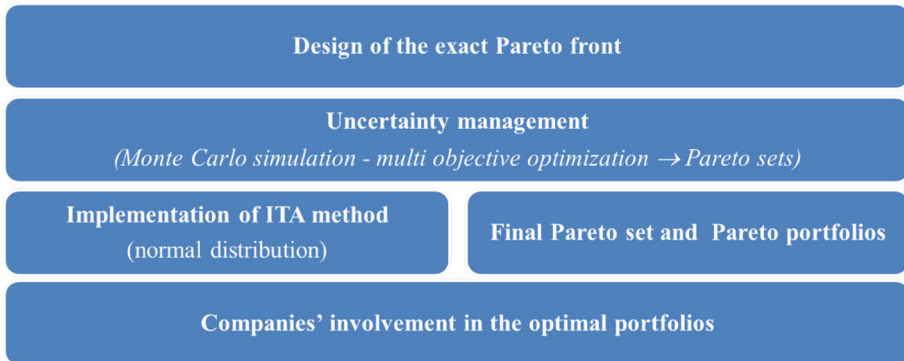 Design of the exact Pareto front
Uncertainty management
(Monte Carlo simulation - multi objective optimization → Pareto sets)
Implementation of ITA method
(normal distribution)
Final Pareto set and Pareto portfolios
Companies' involvement in the optimal portfolios